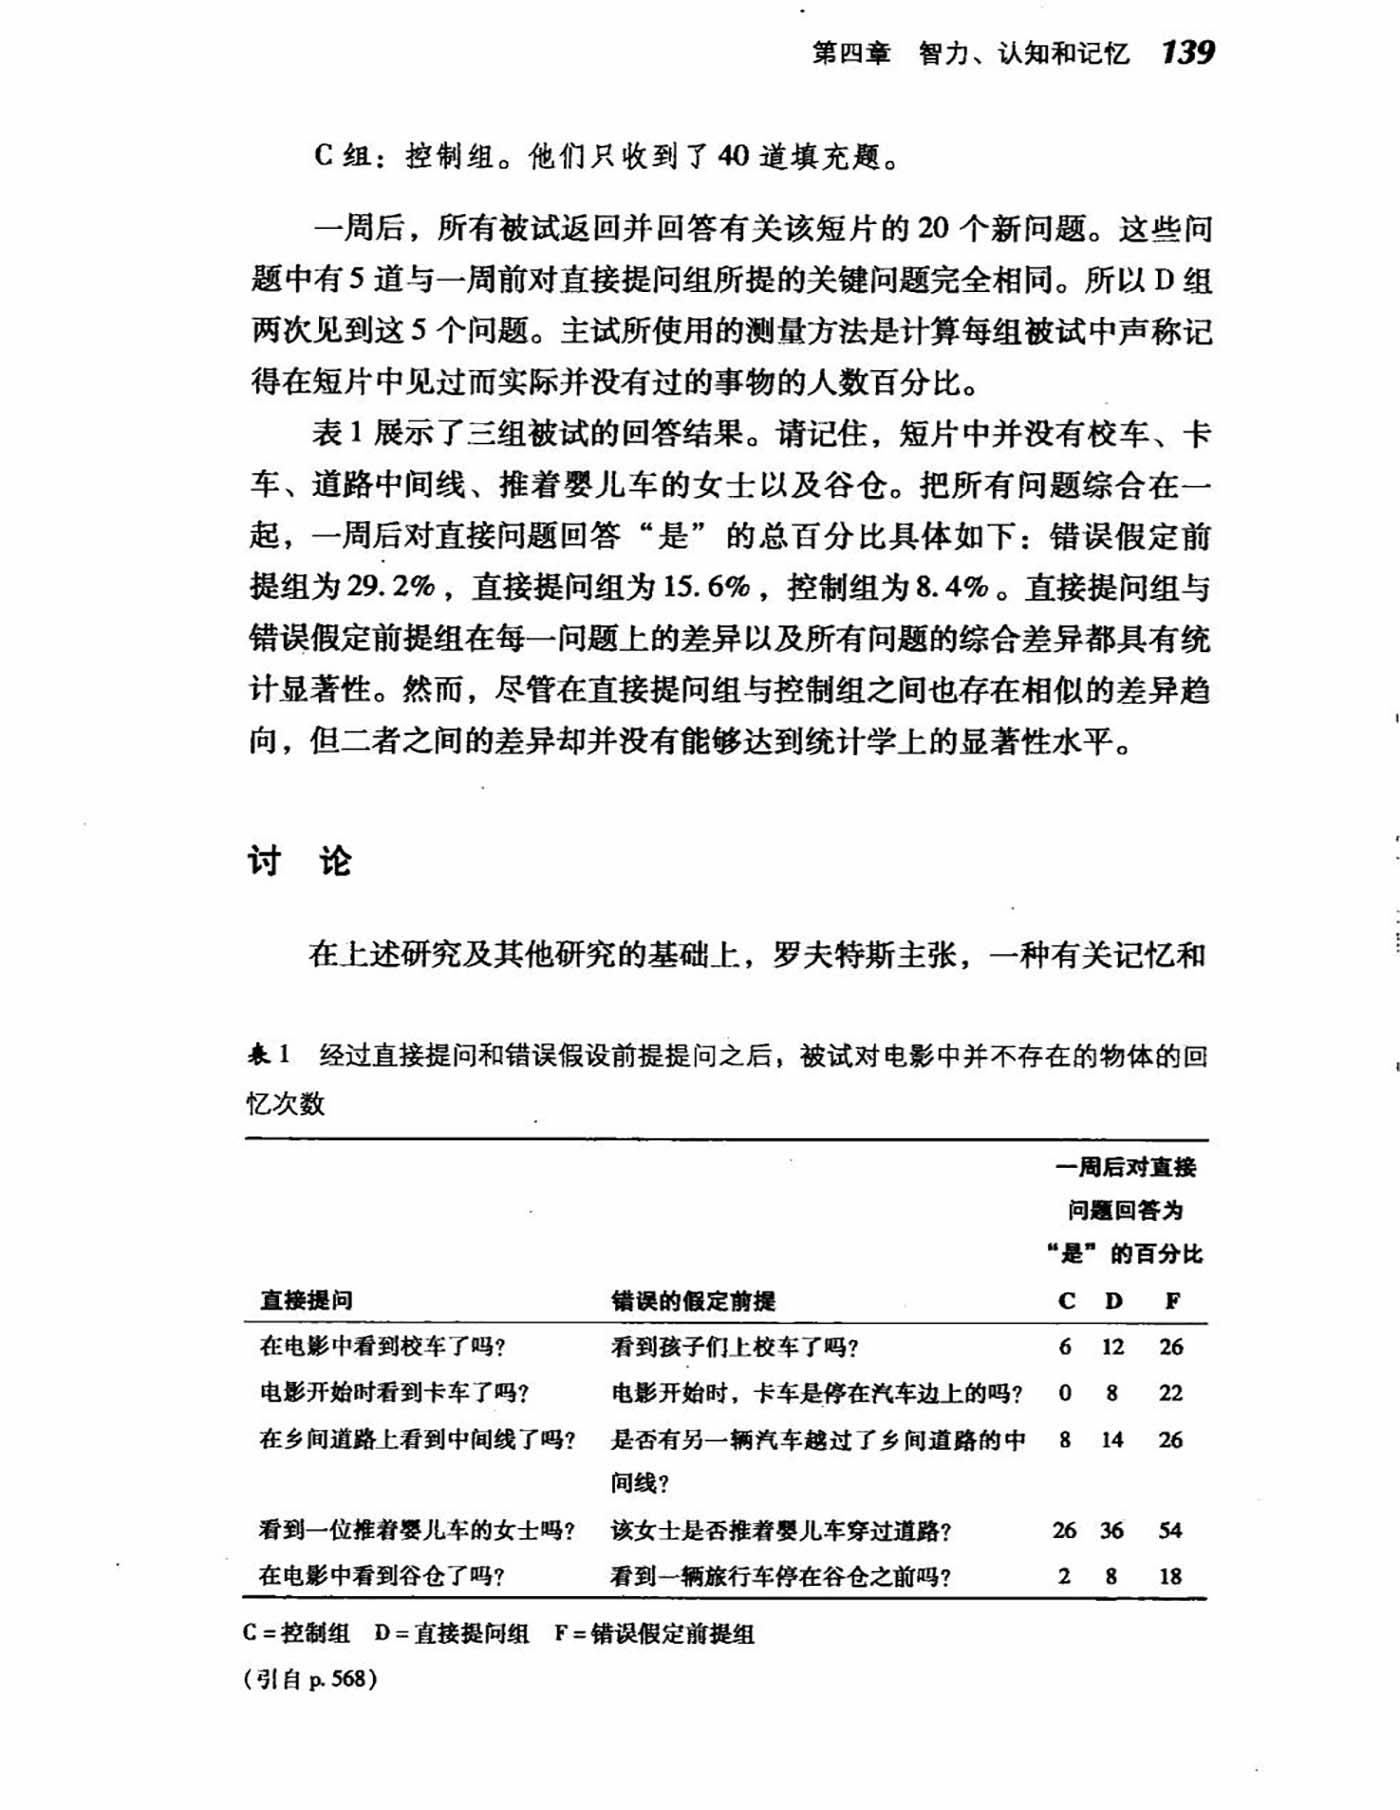 第四章　智力、认知和记忆　139
C 组：控制组。他们只收到了 40 道填充题。
一周后，所有被试返回并回答有关该短片的 20 个新问题。这些问
题中有 5 道与一周前对直接提问组所提的关键问题完全相同。所以 D 组
两次见到这 5 个问题。主试所使用的测量方法是计算每组被试中声称记
得在短片中见过而实际并没有过的事物的人数百分比。
表 1 展示了三组被试的回答结果。请记住，短片中并没有校车、卡
车、道路中间线、推着婴儿车的女士以及谷仓。把所有问题综合在一
起，一周后对直接问题回答“是”的总百分比具体如下：错误假定前
提组为 29. 2%，直接提问组为 15. 6%，控制组为 8. 4%。直接提问组与
错误假定前提组在每一问题上的差异以及所有问题的综合差异都具有统
计显著性。然而，尽管在直接提问组与控制组之间也存在相似的差异趋
向，但二者之间的差异却并没有能够达到统计学上的显著性水平。
讨　论
在上述研究及其他研究的基础上，罗夫特斯主张，一种有关记忆和
表 1　经过直接提问和错误假设前提提问之后，被试对电影中并不存在的物体的回
忆次数
一周后对直接
问题回答为
“是”的百分比
直接提问　错误的假定前提　C　D　F
在电影中看到校车了吗？　看到孩子们上校车了吗？　6　12　26
电影开始时看到卡车了吗？　电影开始时，卡车是停在汽车边上的吗？　0　8　22
在乡间道路上看到中间线了吗？　是否有另一辆汽车越过了乡间道路的中　8　14　26
间线？
看到一位推着婴儿车的女士吗？　该女士是否推着婴儿车穿过道路？　26　36　54
在电影中看到谷仓了吗？　看到一辆旅行车停在谷仓之前吗？　2　8　18
C = 控制组　D = 直接提问组　F = 错误假定前提组
（引自 p. 568）